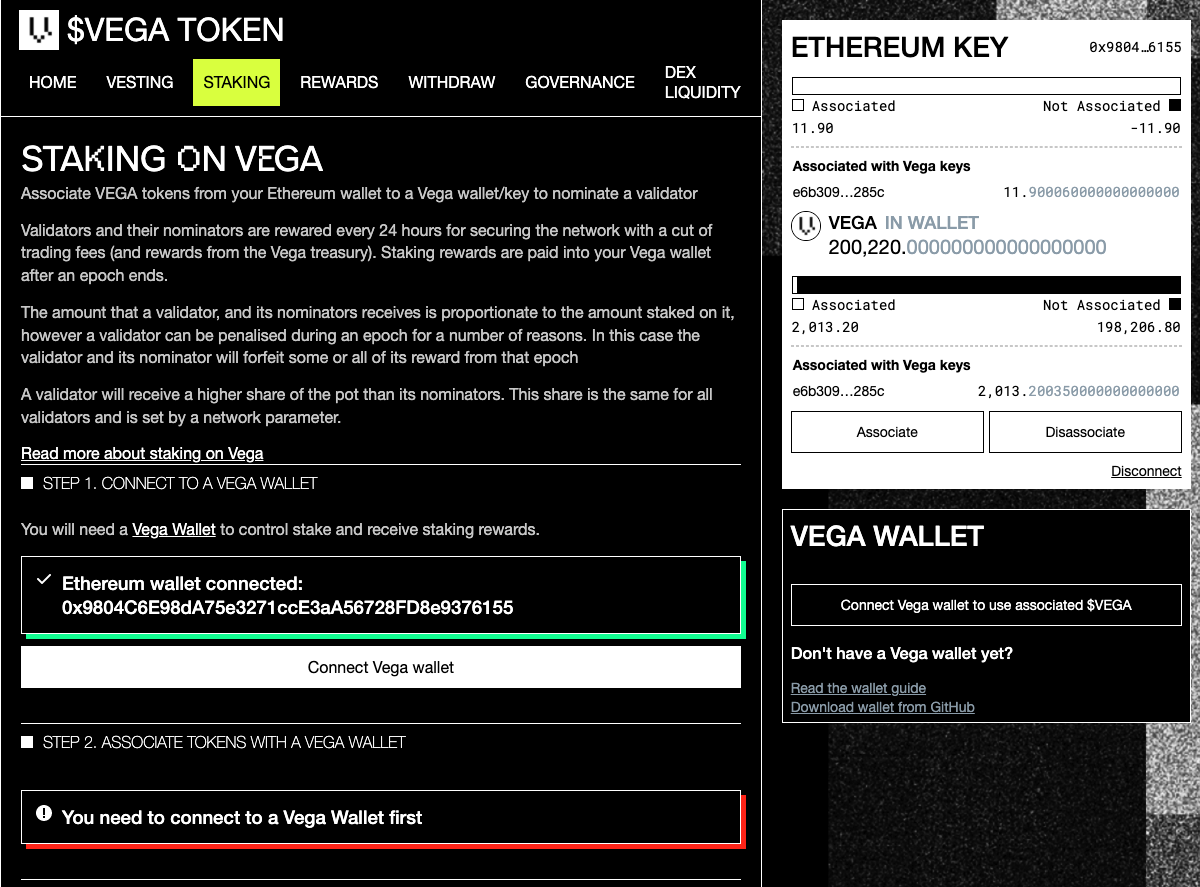 $VEGA TOKEN
HOME VESTING STAKING REWARDS WITHDRAW GOVERNANCE DEX LIQUIDITY
STAKING ON VEGA
Associate VEGA tokens from your Ethereum wallet to a Vega wallet/key to nominate a validator
Validators and their nominators are rewarded every 24 hours for securing the network with a cut of
trading fees (and rewards from the Vega treasury). Staking rewards are paid into your Vega wallet
after an epoch ends.
The amount that a validator, and its nominators receives is proportionate to the amount staked on it,
however a validator can be penalised during an epoch for a number of reasons. In this case the
validator and its nominator will forfeit some or all of its reward from that epoch
A validator will receive a higher share of the pot than its nominators. This share is the same for all
validators and is set by a network parameter.
Read more about staking on Vega
STEP 1. CONNECT TO A VEGA WALLET
You will need a Vega Wallet to control stake and receive staking rewards.
Ethereum wallet connected:
0x9804C6E98dA75e3271ccE3aA56728FD8e9376155
Connect Vega wallet
STEP 2. ASSOCIATE TOKENS WITH A VEGA WALLET
You need to connect to a Vega Wallet first
ETHEREUM KEY 0x9804…6155
Associated Not Associated
11.90 -11.90
Associated with Vega keys
e6b309…285c 11.900060000000000000
VEGA IN WALLET
200,220.000000000000000000
Associated Not Associated
2,013.20 198,206.80
Associated with Vega keys
e6b309…285c 2,013.200350000000000000
Associate Disassociate
Disconnect
VEGA WALLET
Connect Vega wallet to use associated $VEGA
Don't have a Vega wallet yet?
Read the wallet guide
Download wallet from GitHub